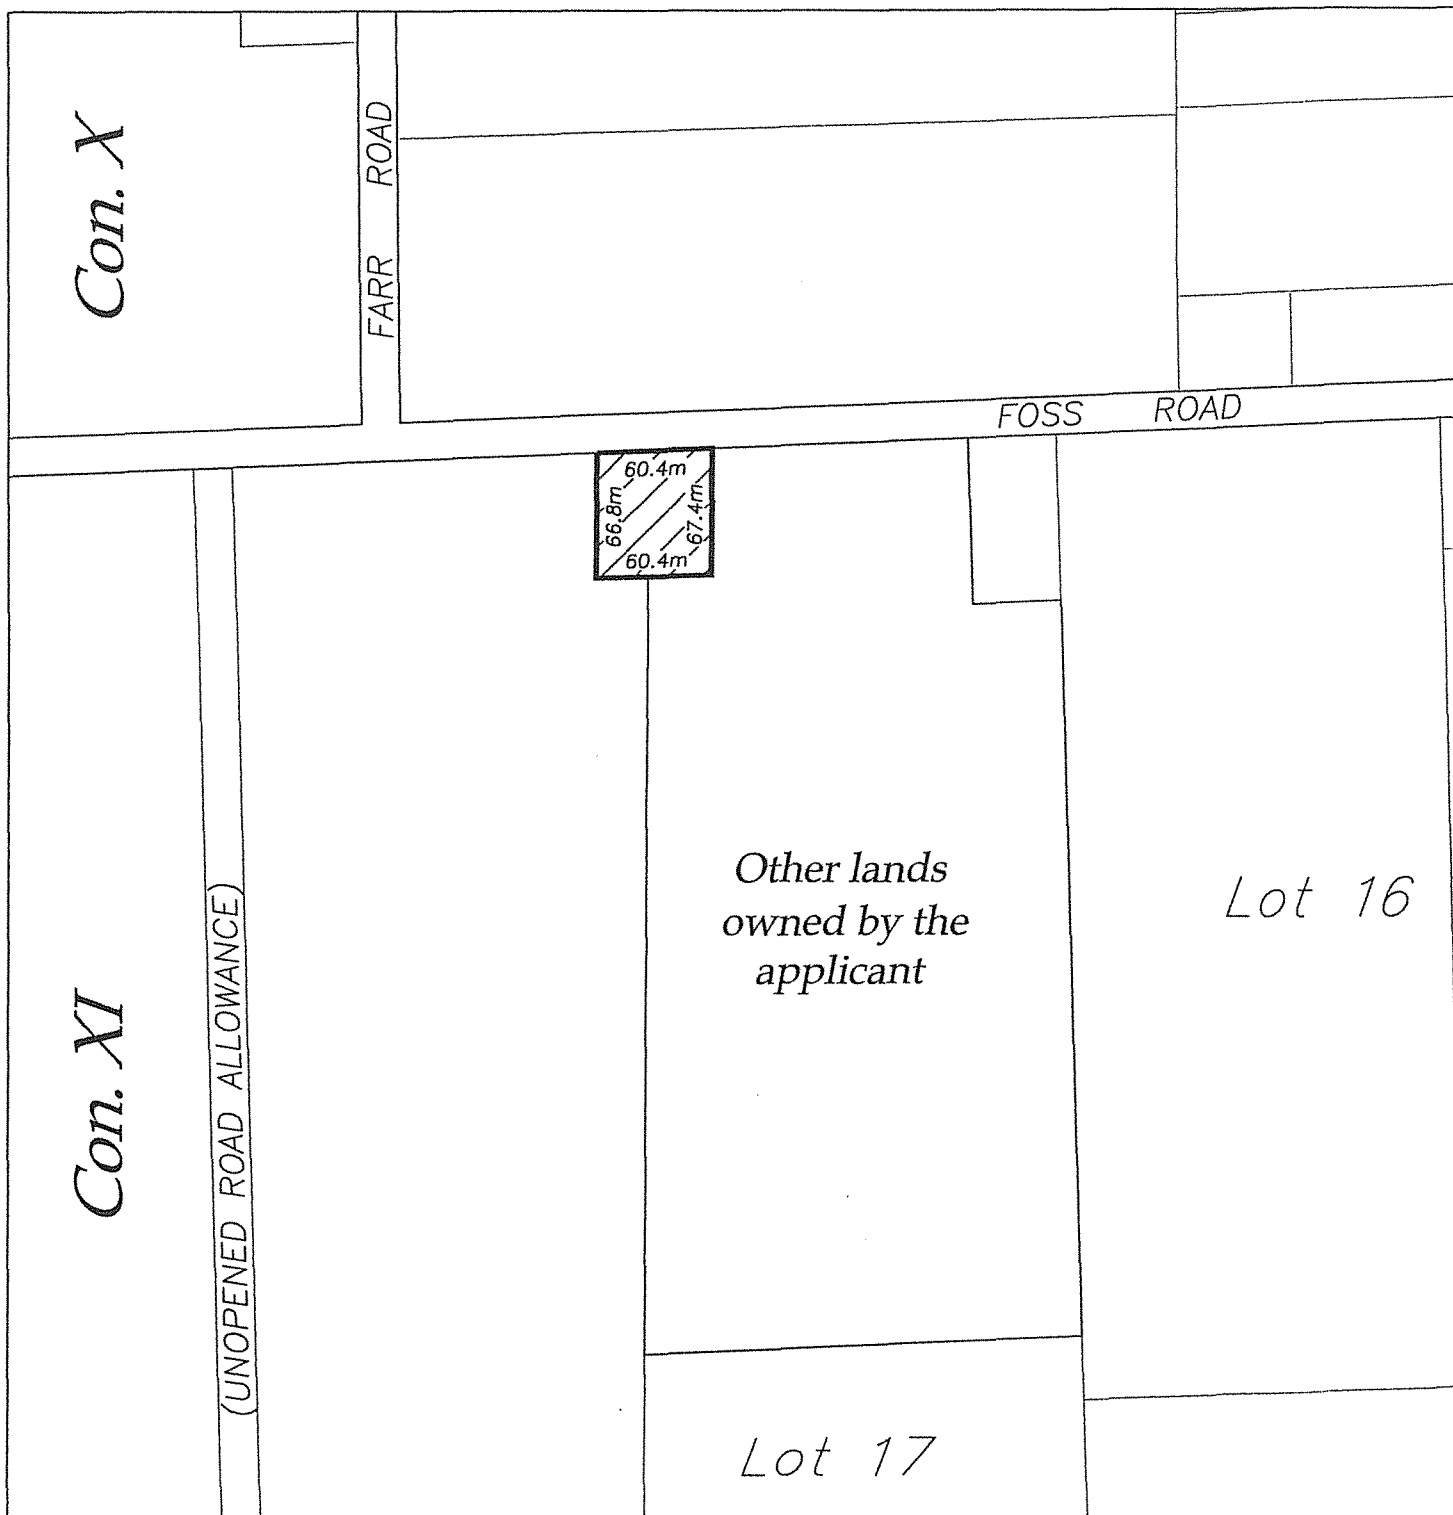 Con. X
FARR ROAD
FOSS ROAD
60.4m
66.8m
67.4m
60.4m
Other lands
owned by the
applicant
Lot 16
Con. XI
(UNOPENED ROAD ALLOWANCE)
Lot 17